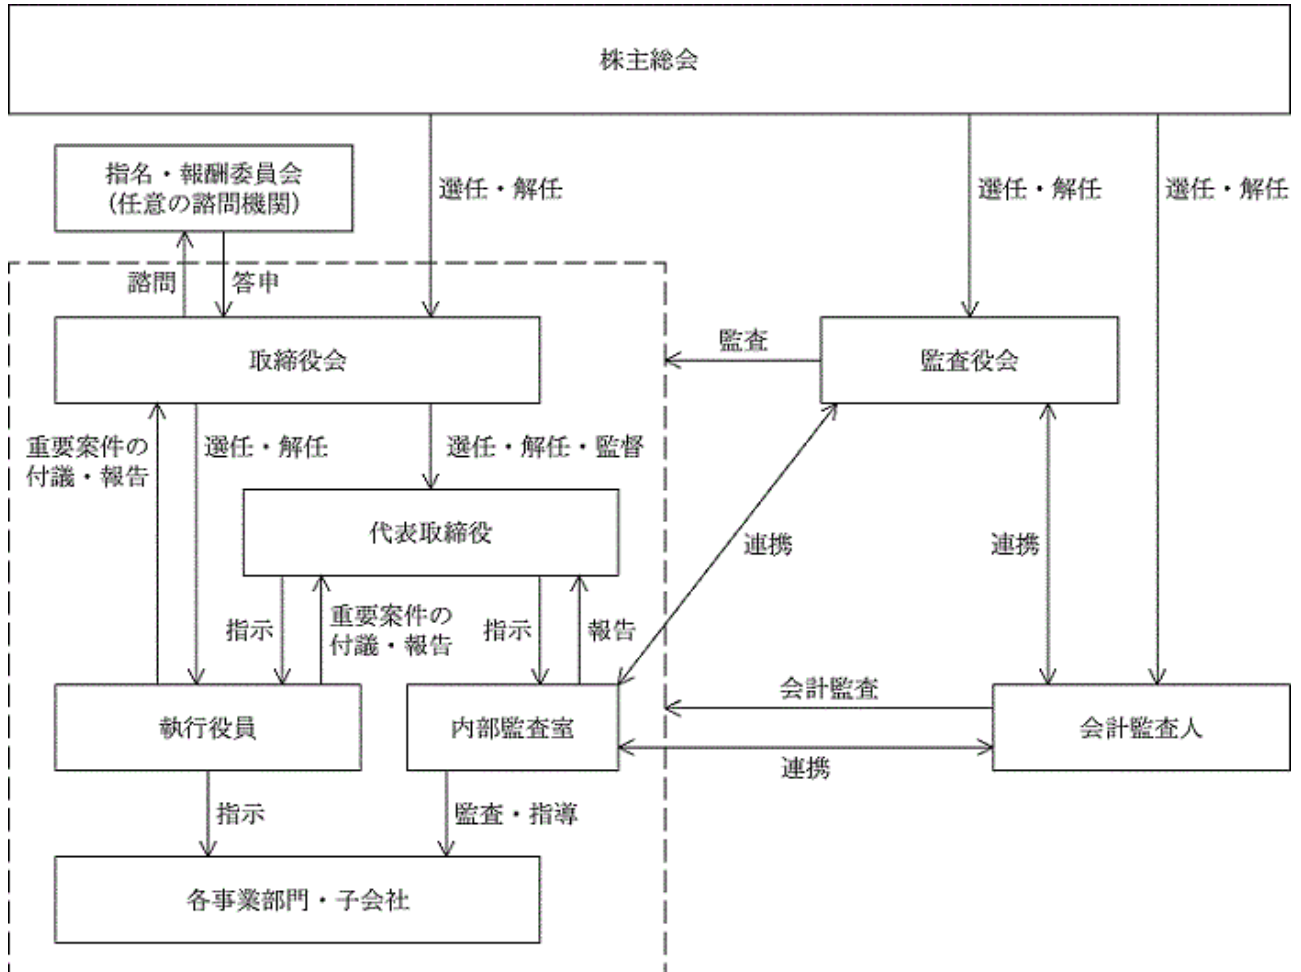 株主総会
指名・報酬委員会
(任意の諮問機関)
選任・解任
選任・解任
選任・解任
諮問
答申
取締役会
監査
監査役会
重要案件の
付議・報告
選任・解任
選任・解任・監督
代表取締役
連携
連携
指示
重要案件の
付議・報告
指示
報告
執行役員
内部監査室
会計監査
会計監査人
連携
指示
監査・指導
各事業部門・子会社